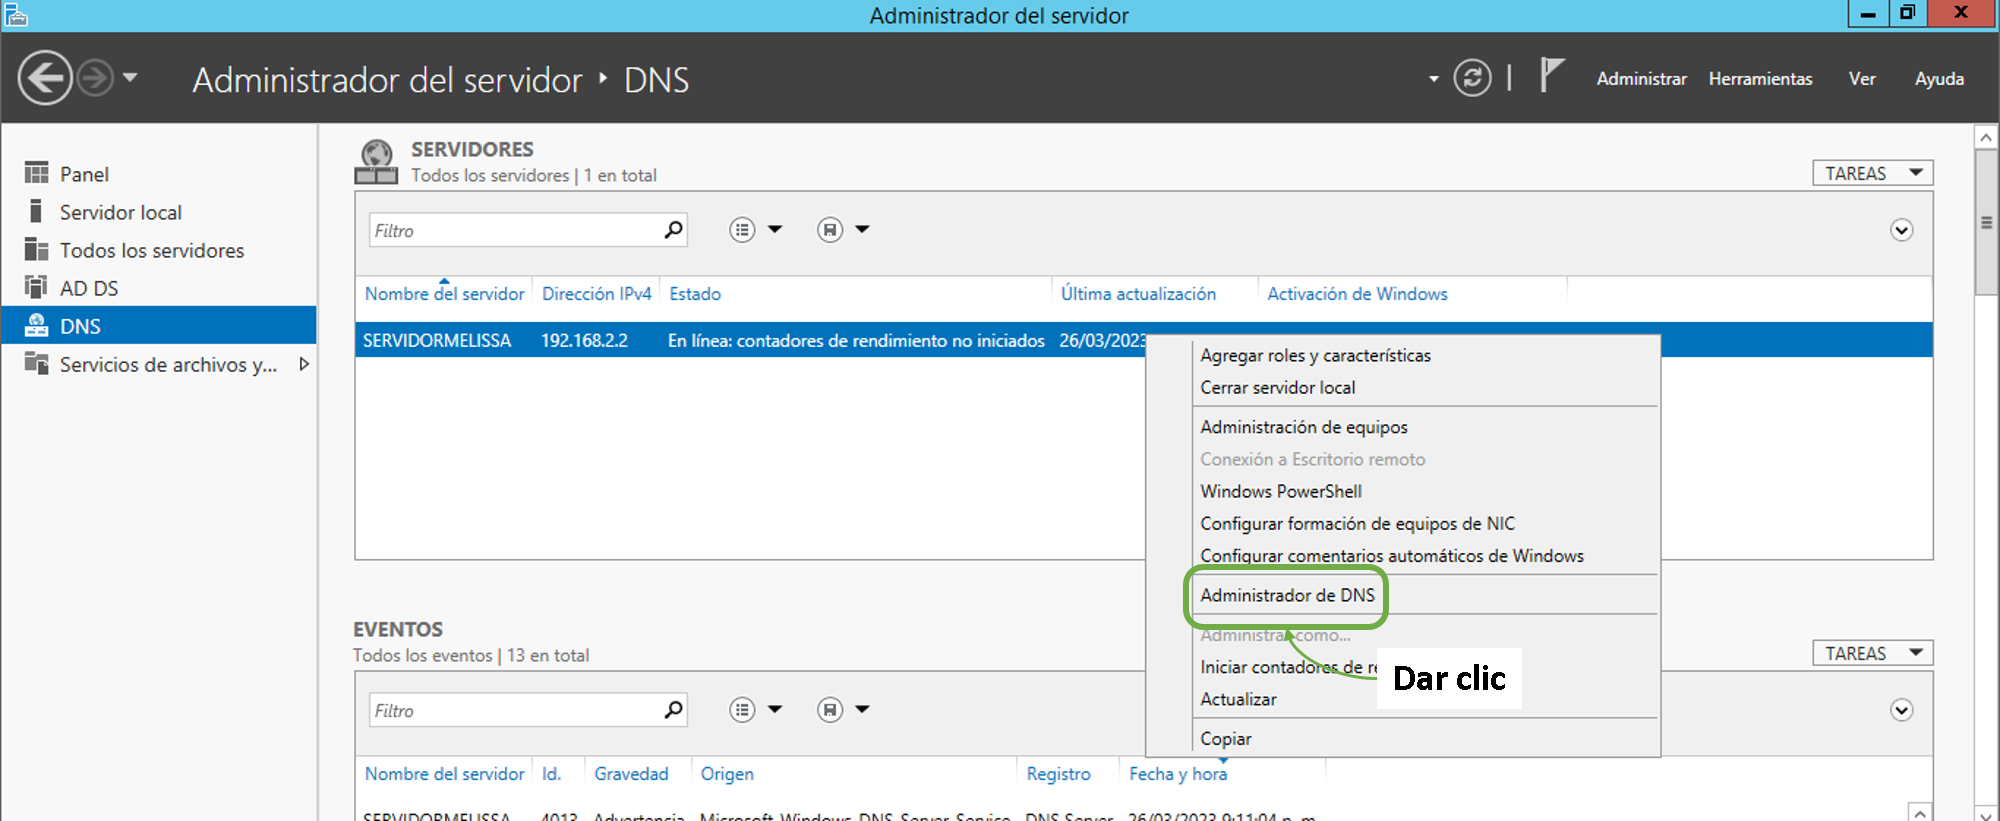 Administrador del servidor
Administrador del servidor ‣ DNS
Administrar Herramientas Ver Ayuda
Panel
Servidor local
Todos los servidores
AD DS
DNS
Servicios de archivos y...
SERVIDORES
Todos los servidores | 1 en total
TAREAS
Filtro
Nombre del servidor Dirección IPv4 Estado Última actualización Activación de Windows
SERVIDORMELISSA 192.168.2.2 En línea: contadores de rendimiento no iniciados 26/03/2023
Agregar roles y características
Cerrar servidor local
Administración de equipos
Conexión a Escritorio remoto
Windows PowerShell
Configurar formación de equipos de NIC
Configurar comentarios automáticos de Windows
Administrador de DNS
Administrar como...
Iniciar contadores de re
Actualizar
Copiar
Dar clic
EVENTOS
Todos los eventos | 13 en total
TAREAS
Filtro
Nombre del servidor Id. Gravedad Origen Registro Fecha y hora
SERVIDORMELISSA 4013 Advertencia Microsoft-Windows-DNS-Server-Service DNS Server 26/03/2023 9:11:04 p. m.